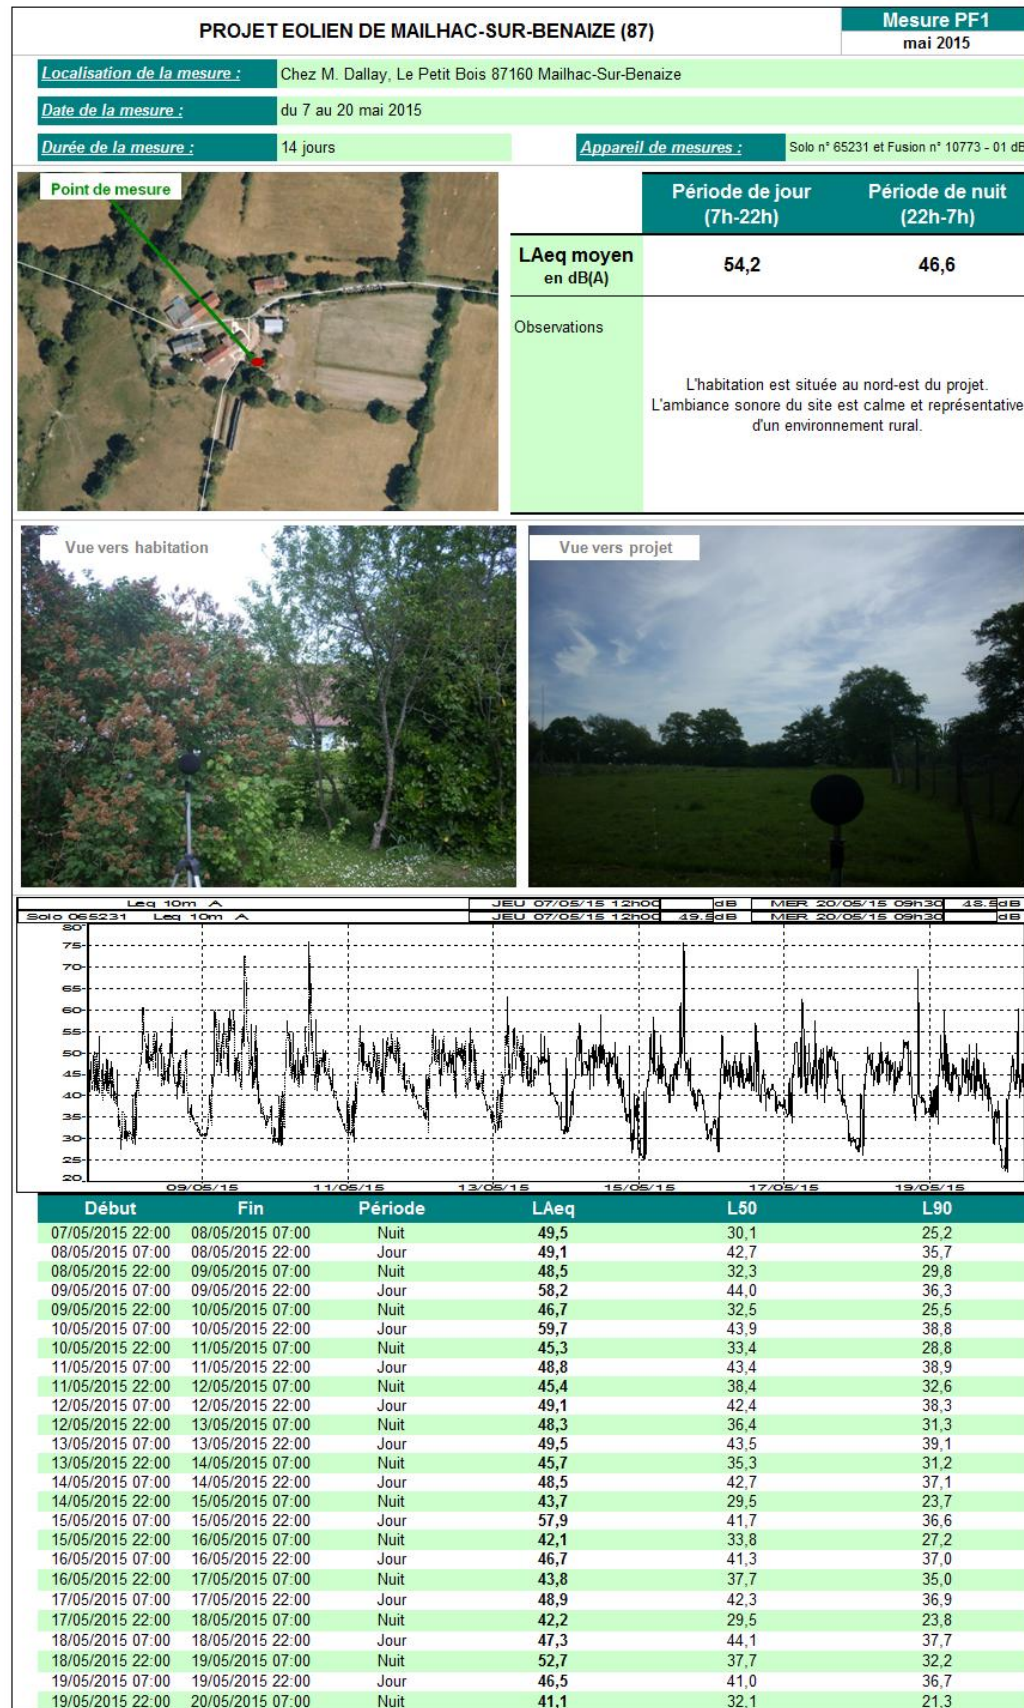 PROJET EOLIEN DE MAILHAC-SUR-BENAIZE (87)
Mesure PF1
mai 2015
Localisation de la mesure : Chez M. Dallay, Le Petit Bois 87160 Mailhac-Sur-Benaize
Date de la mesure : du 7 au 20 mai 2015
Durée de la mesure : 14 jours Appareil de mesures : Solo n° 65231 et Fusion n° 10773 - 01 dB
Point de mesure
Période de jour (7h-22h) Période de nuit (22h-7h)
LAeq moyen en dB(A) 54,2 46,6
Observations
L'habitation est située au nord-est du projet.
L'ambiance sonore du site est calme et représentative
d'un environnement rural.
Vue vers habitation
Vue vers projet
Leq 10m A JEU 07/05/15 12h00 dB MER 20/05/15 09h30 48.5dB
Solo 065231 Leq 10m A JEU 07/05/15 12h00 49.5dB MER 20/05/15 09h30 dB
80
75
70
65
60
55
50
45
40
35
30
25
20
09/05/15 11/05/15 13/05/15 15/05/15 17/05/15 19/05/15
Début Fin Période LAeq L50 L90
07/05/2015 22:00 08/05/2015 07:00 Nuit 49,5 30,1 25,2
08/05/2015 07:00 08/05/2015 22:00 Jour 49,1 42,7 35,7
08/05/2015 22:00 09/05/2015 07:00 Nuit 48,5 32,3 29,8
09/05/2015 07:00 09/05/2015 22:00 Jour 58,2 44,0 36,3
09/05/2015 22:00 10/05/2015 07:00 Nuit 46,7 32,5 25,5
10/05/2015 07:00 10/05/2015 22:00 Jour 59,7 43,9 38,8
10/05/2015 22:00 11/05/2015 07:00 Nuit 45,3 33,4 28,8
11/05/2015 07:00 11/05/2015 22:00 Jour 48,8 43,4 38,9
11/05/2015 22:00 12/05/2015 07:00 Nuit 45,4 38,4 32,6
12/05/2015 07:00 12/05/2015 22:00 Jour 49,1 42,4 38,3
12/05/2015 22:00 13/05/2015 07:00 Nuit 48,3 36,4 31,3
13/05/2015 07:00 13/05/2015 22:00 Jour 49,5 43,5 39,1
13/05/2015 22:00 14/05/2015 07:00 Nuit 45,7 35,3 31,2
14/05/2015 07:00 14/05/2015 22:00 Jour 48,5 42,7 37,1
14/05/2015 22:00 15/05/2015 07:00 Nuit 43,7 29,5 23,7
15/05/2015 07:00 15/05/2015 22:00 Jour 57,9 41,7 36,6
15/05/2015 22:00 16/05/2015 07:00 Nuit 42,1 33,8 27,2
16/05/2015 07:00 16/05/2015 22:00 Jour 46,7 41,3 37,0
16/05/2015 22:00 17/05/2015 07:00 Nuit 43,8 37,7 35,0
17/05/2015 07:00 17/05/2015 22:00 Jour 48,9 42,3 36,9
17/05/2015 22:00 18/05/2015 07:00 Nuit 42,2 29,5 23,8
18/05/2015 07:00 18/05/2015 22:00 Jour 47,3 44,1 37,7
18/05/2015 22:00 19/05/2015 07:00 Nuit 52,7 37,7 32,2
19/05/2015 07:00 19/05/2015 22:00 Jour 46,5 41,0 36,7
19/05/2015 22:00 20/05/2015 07:00 Nuit 41,1 32,1 21,3